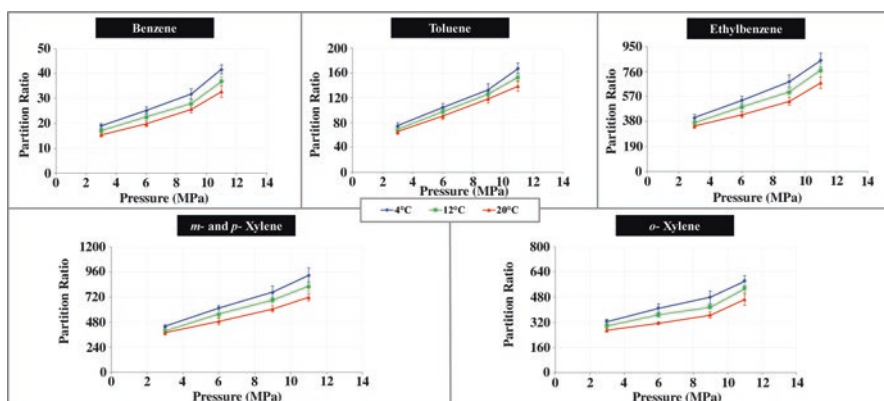 Benzene
Partition Ratio
50
40
30
20
10
0
0 2 4 6 8 10 12 14
Pressure (MPa)
Toluene
Partition Ratio
200
160
120
80
40
0
0 2 4 6 8 10 12 14
Pressure (MPa)
Ethylbenzene
Partition Ratio
950
760
570
380
190
0
0 2 4 6 8 10 12 14
Pressure (MPa)
4°C 12°C 20°C
m- and p- Xylene
Partition Ratio
1200
960
720
480
240
0
0 2 4 6 8 10 12 14
Pressure (MPa)
o- Xylene
Partition Ratio
800
640
480
320
160
0
0 2 4 6 8 10 12 14
Pressure (MPa)